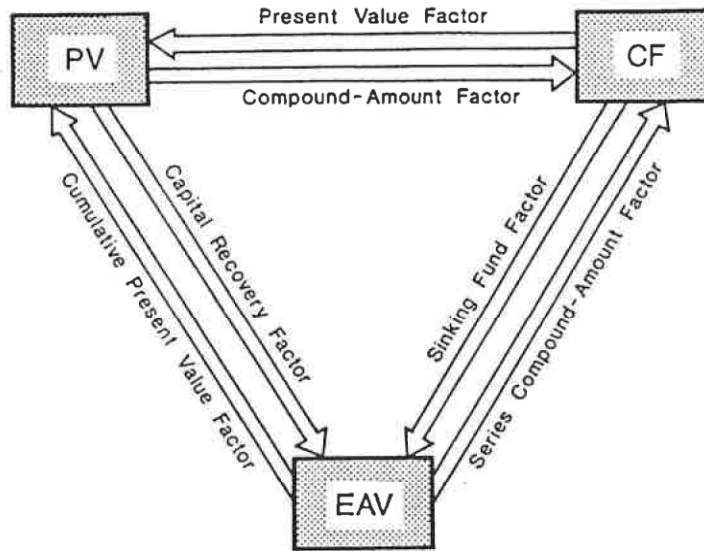 Present Value Factor
PV
CF
Compound-Amount Factor
Cumulative Present Value Factor
Capital Recovery Factor
Sinking Fund Factor
Series Compound-Amount Factor
EAV